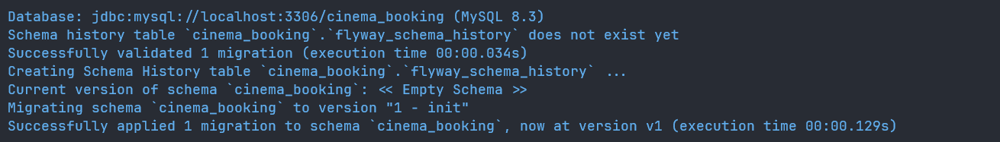 Database: jdbc:mysql://localhost:3306/cinema_booking (MySQL 8.3)
Schema history table `cinema_booking`.`flyway_schema_history` does not exist yet
Successfully validated 1 migration (execution time 00:00.034s)
Creating Schema History table `cinema_booking`.`flyway_schema_history` ...
Current version of schema `cinema_booking`: << Empty Schema >>
Migrating schema `cinema_booking` to version "1 - init"
Successfully applied 1 migration to schema `cinema_booking`, now at version v1 (execution time 00:00.129s)